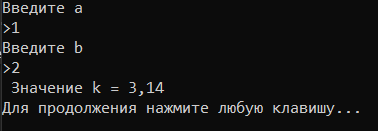 Введите a
>1
Введите b
>2
 Значение k = 3,14
Для продолжения нажмите любую клавишу...